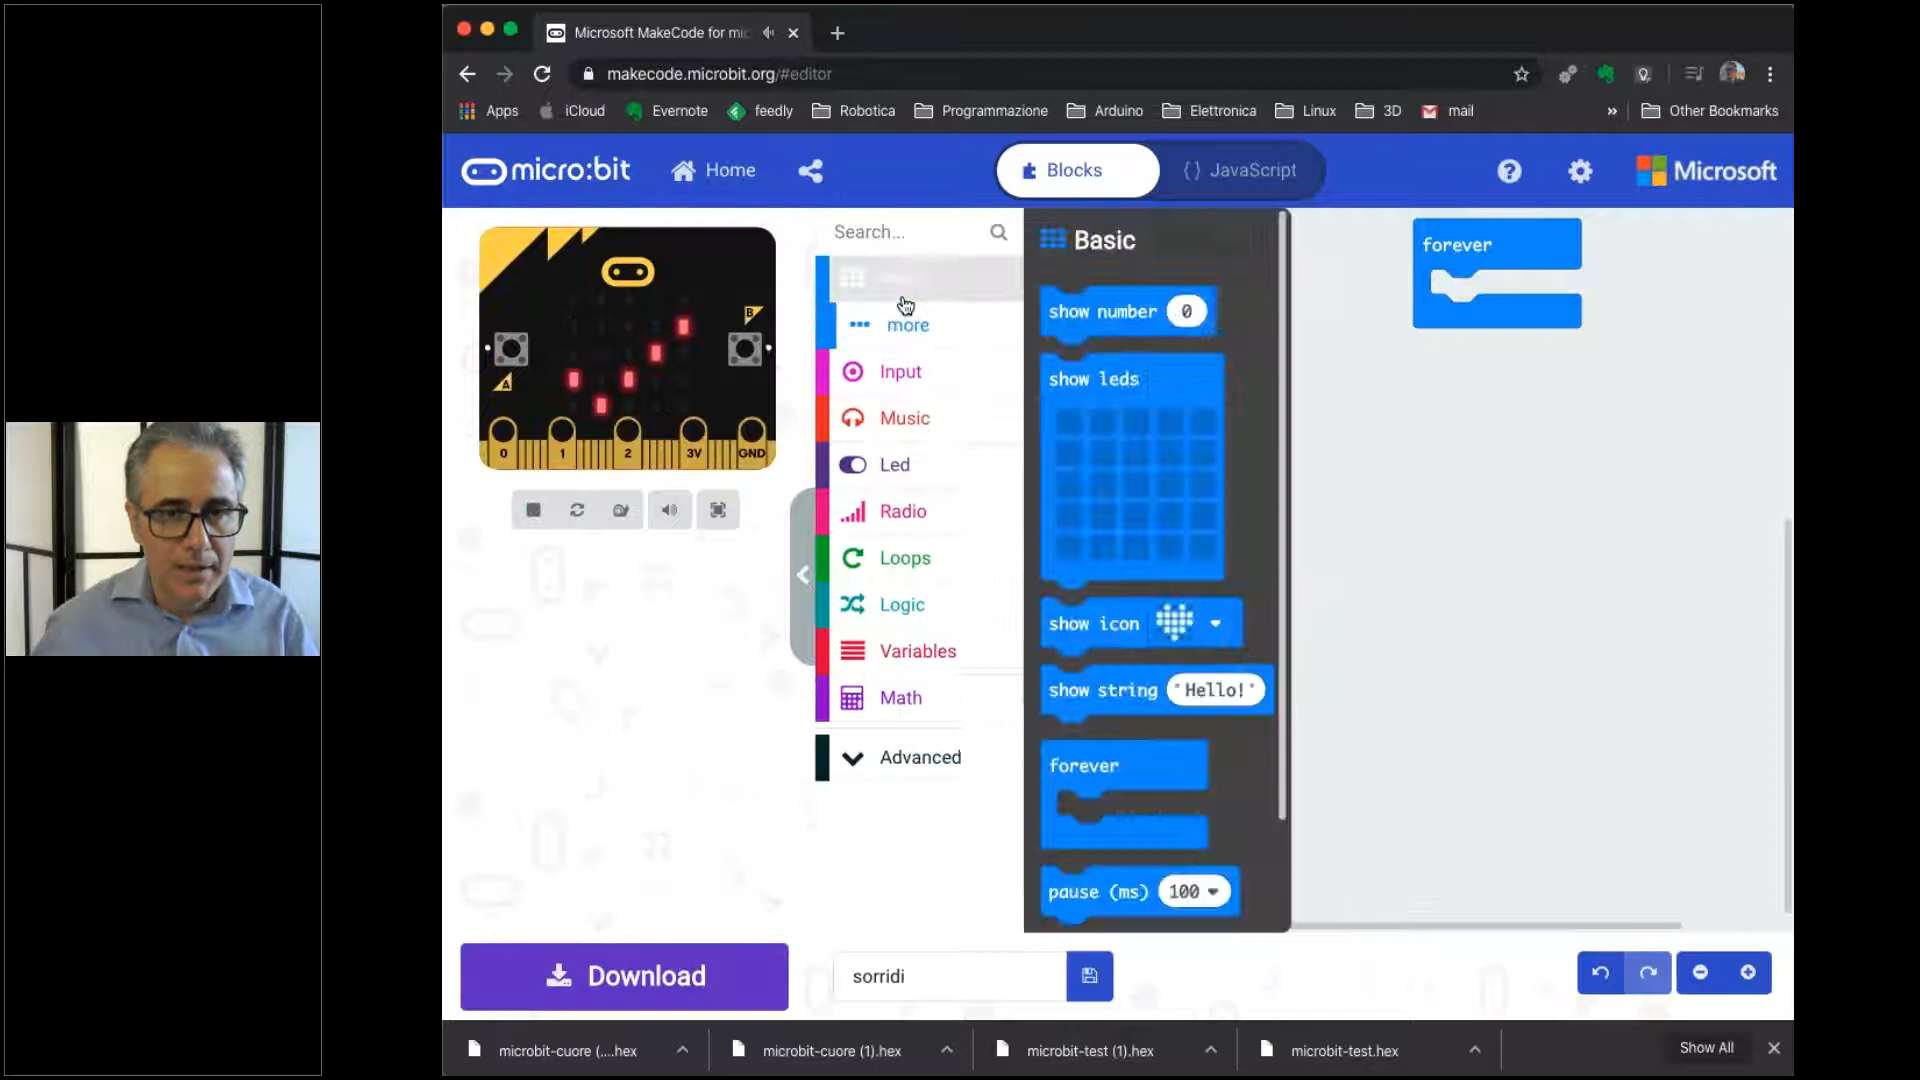 Microsoft MakeCode for mic
makecode.microbit.org/#editor
Apps
iCloud
Evernote
feedly
Robotica
Programmazione
Arduino
Elettronica
Linux
3D
mail
»
Other Bookmarks
micro:bit
Home
Blocks
{} JavaScript
?
Microsoft
Search...
Basic
B
A
0
1
2
3V
GND
more
Input
Music
Led
Radio
Loops
Logic
Variables
Math
Advanced
show number 0
show leds
show icon
show string "Hello!"
forever
pause (ms) 100
forever
Download
sorridi
microbit-cuore (....hex
microbit-cuore (1).hex
microbit-test (1).hex
microbit-test.hex
Show All